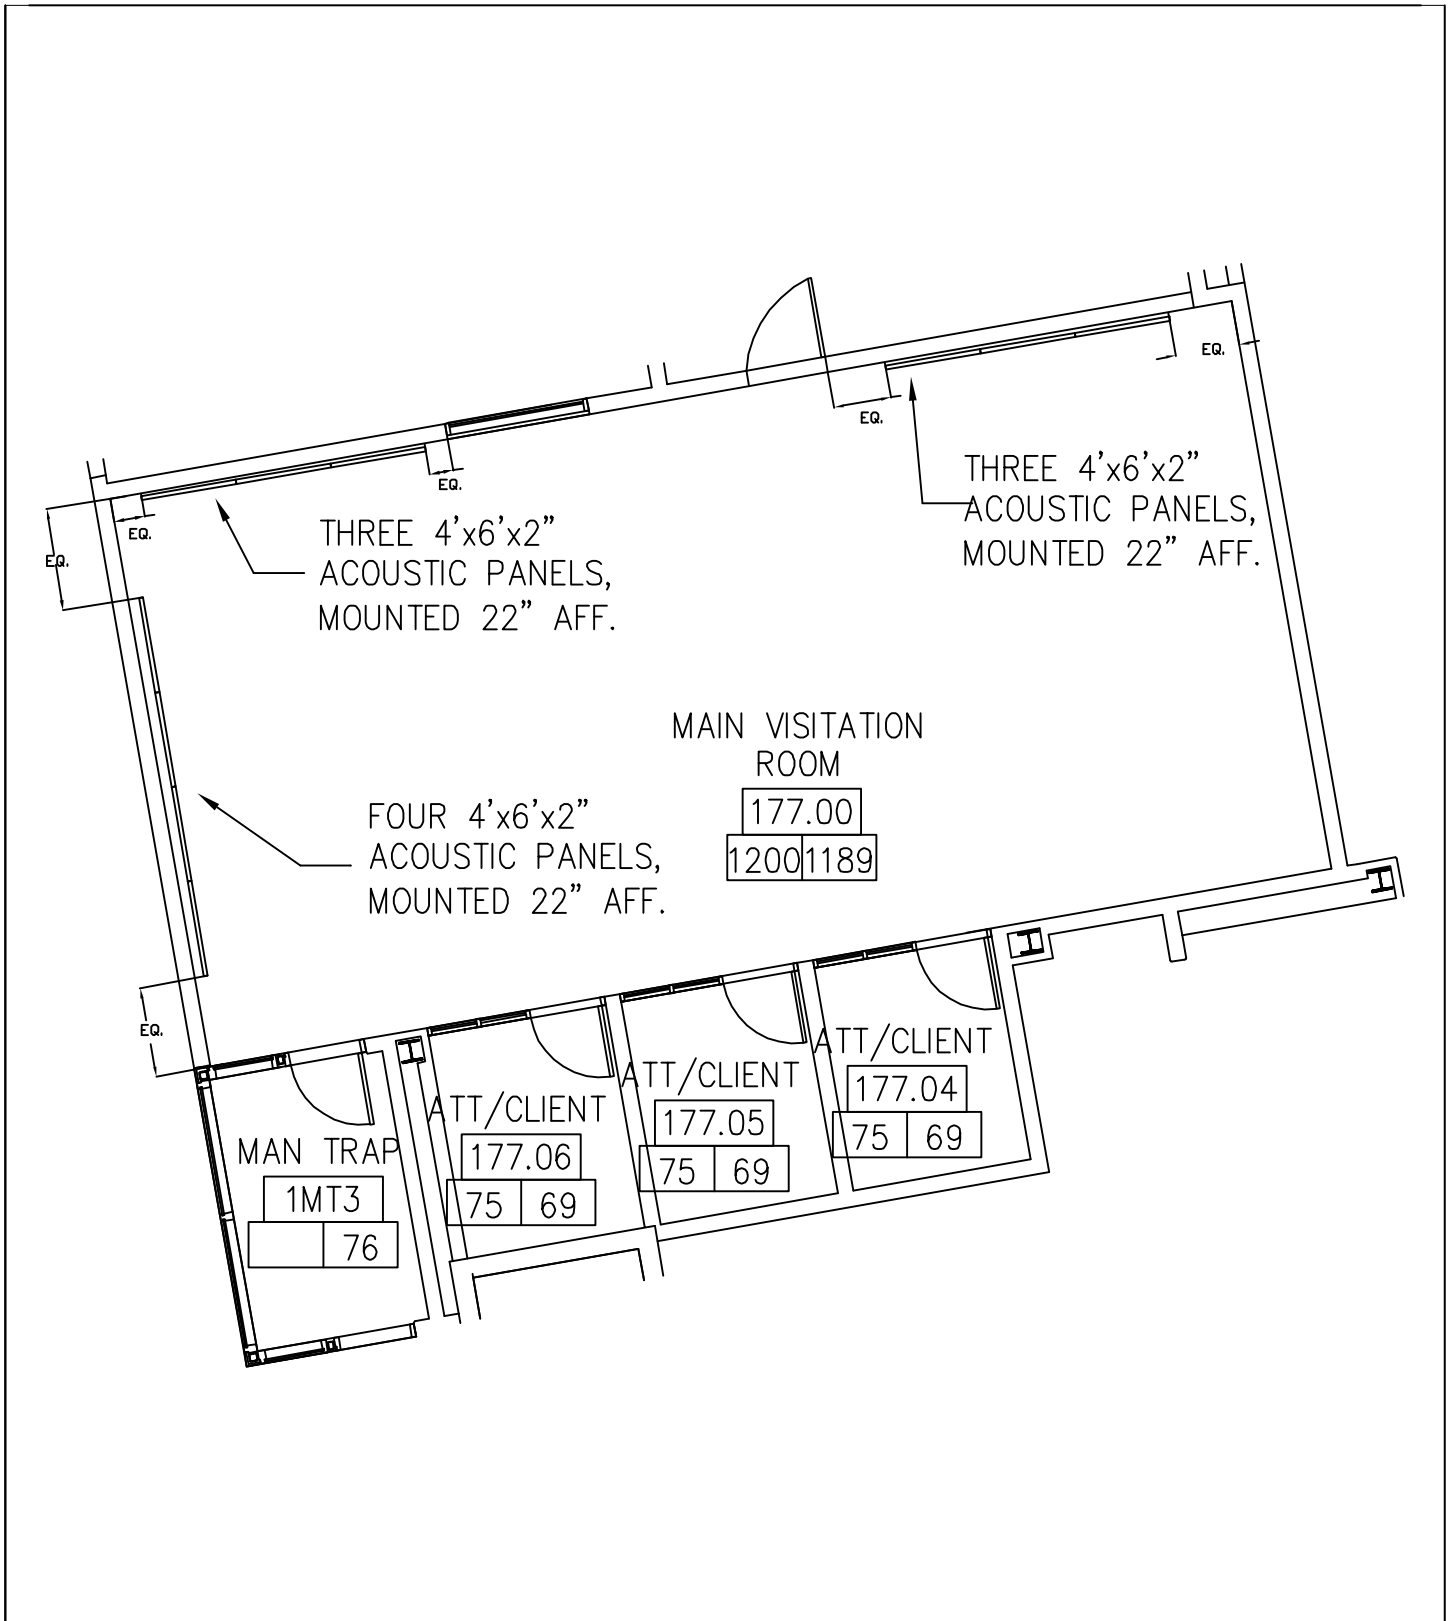 EQ.
EQ.
EQ.
EQ.
EQ.
THREE 4'x6'x2"
ACOUSTIC PANELS,
MOUNTED 22" AFF.
THREE 4'x6'x2"
ACOUSTIC PANELS,
MOUNTED 22" AFF.
MAIN VISITATION
ROOM
177.00
1200 1189
FOUR 4'x6'x2"
ACOUSTIC PANELS,
MOUNTED 22" AFF.
EQ.
ATT/CLIENT
177.04
75 69
ATT/CLIENT
177.05
75 69
ATT/CLIENT
177.06
75 69
MAN TRAP
1MT3
76